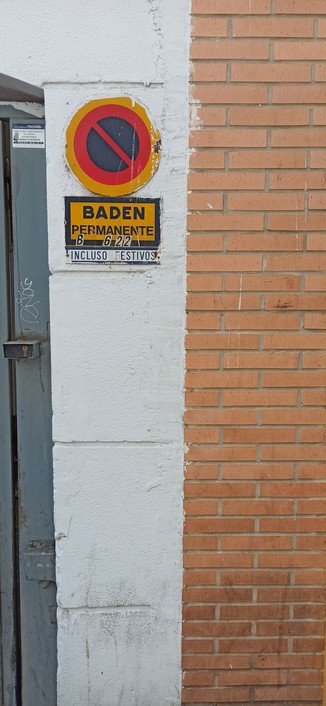 BADEN
PERMANENTE
B 622
INCLUSO FESTIVOS